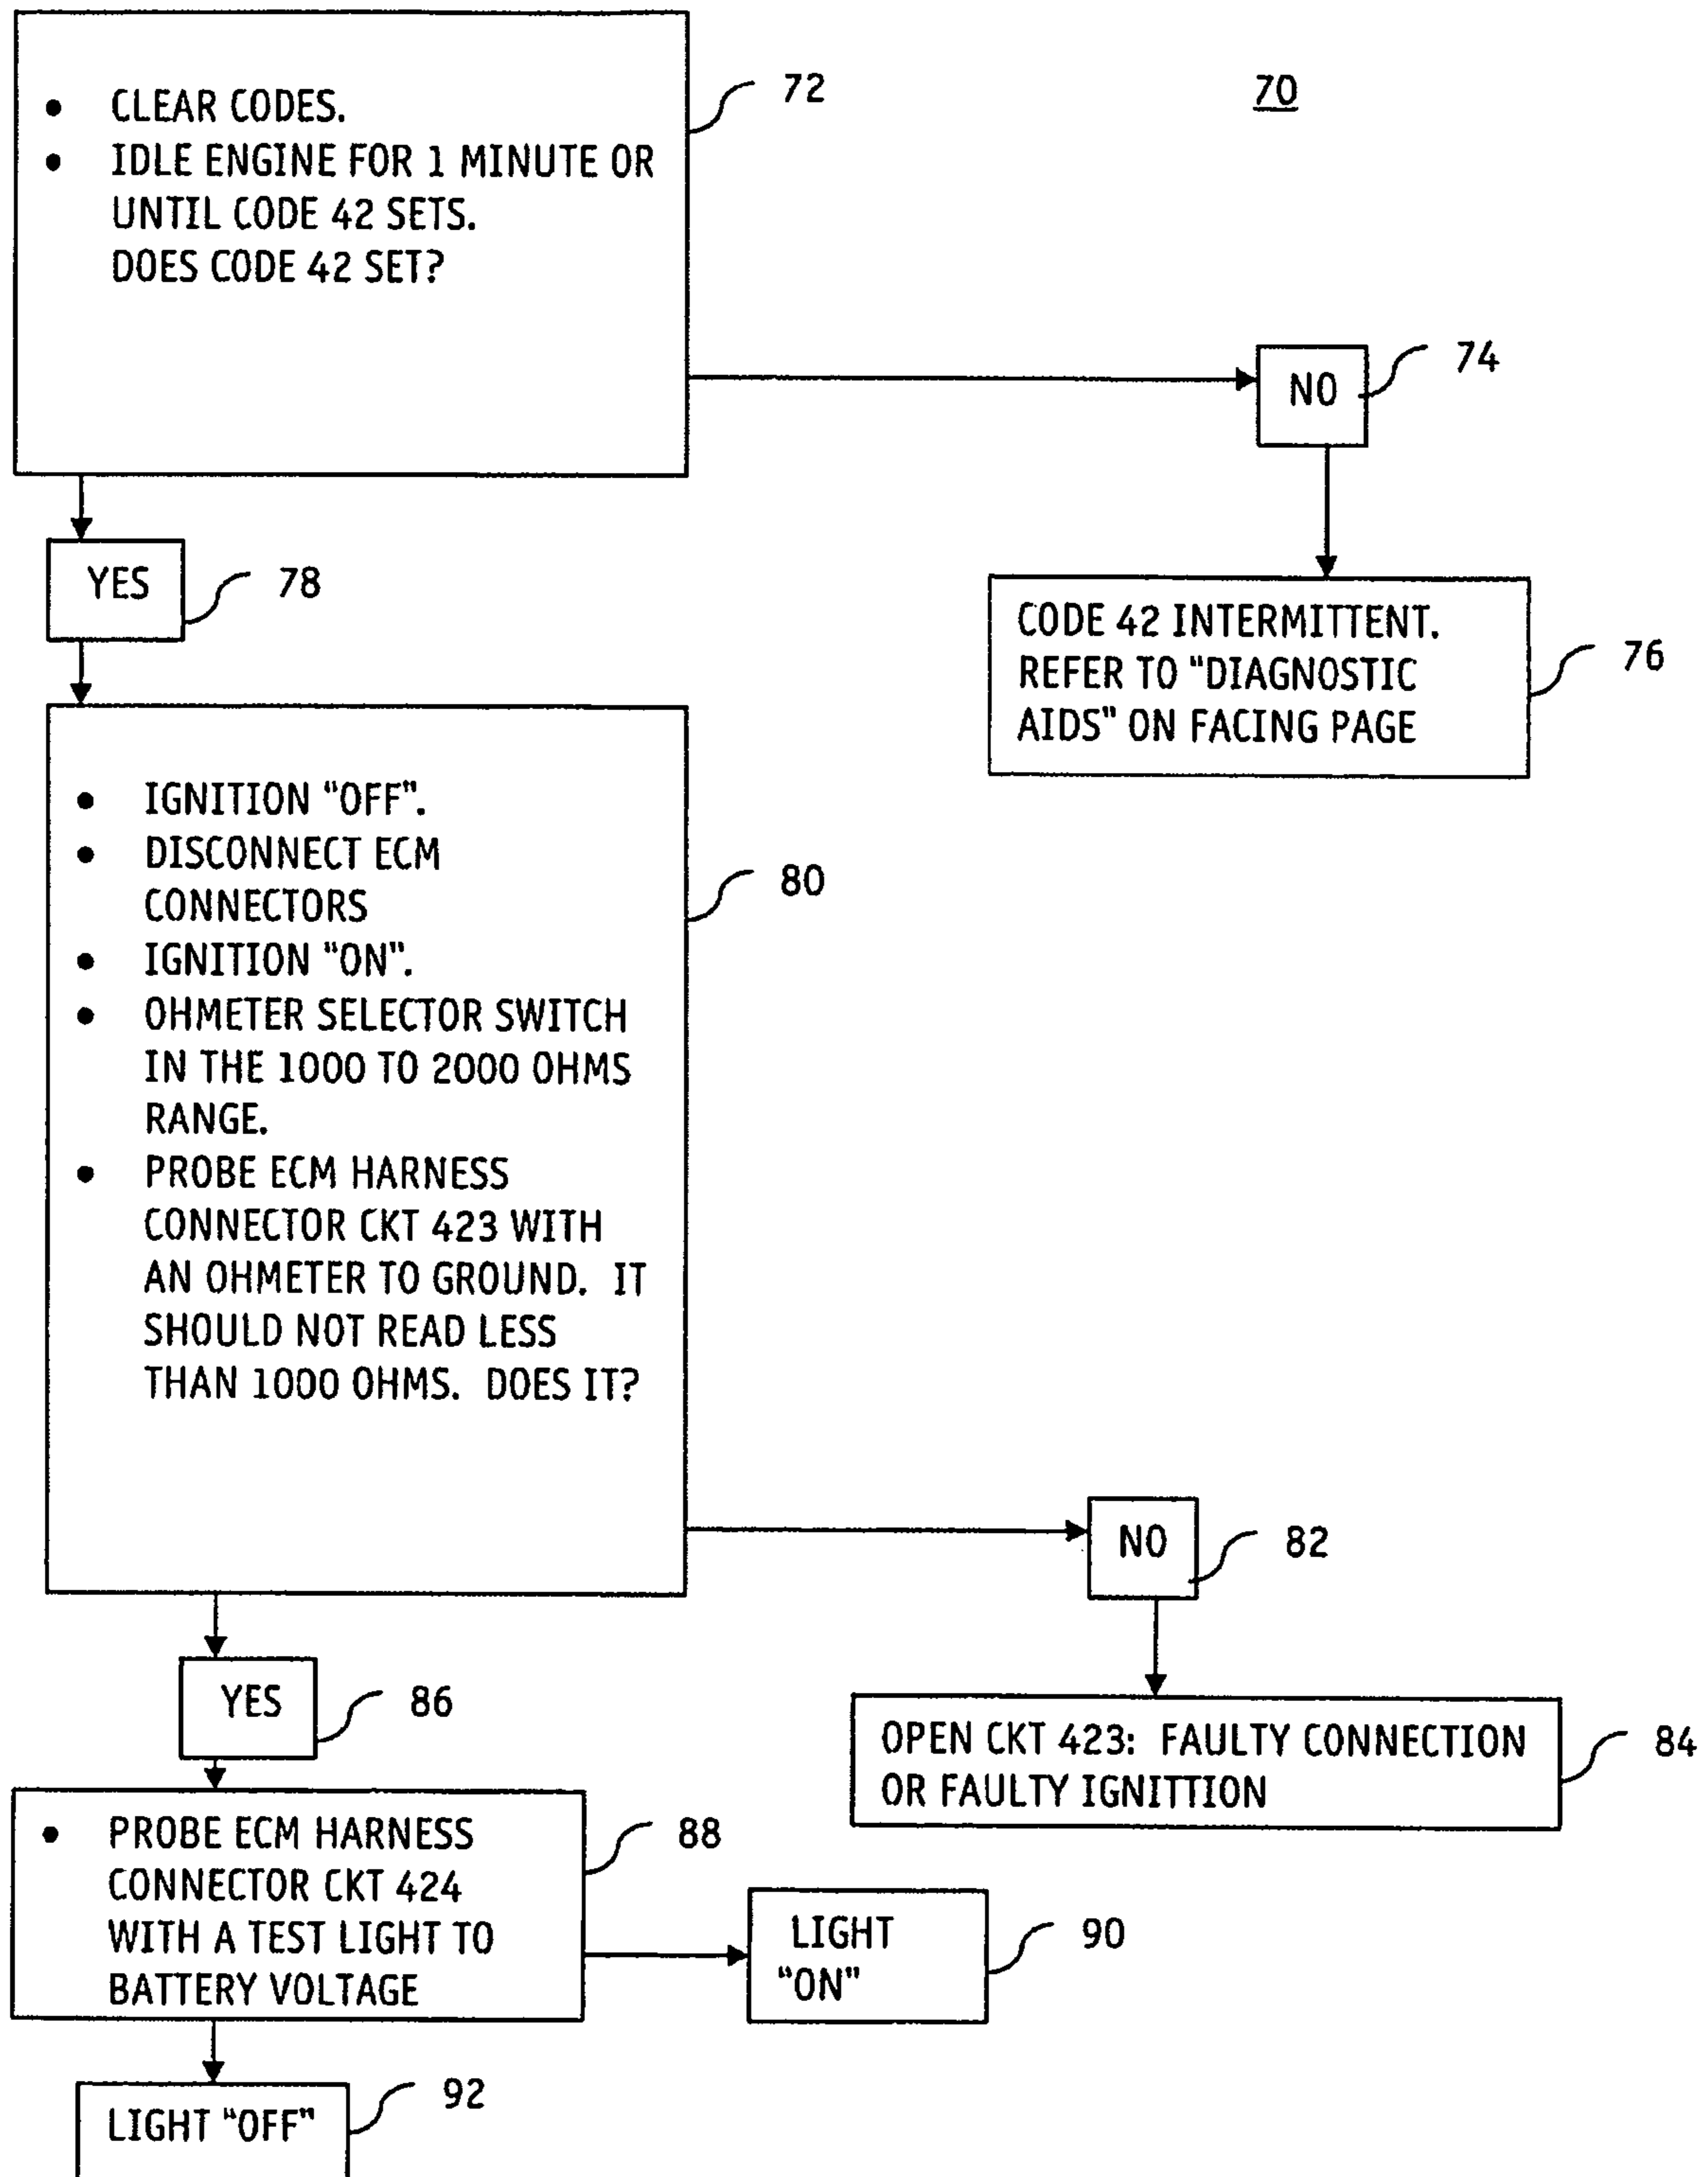 • CLEAR CODES.
• IDLE ENGINE FOR 1 MINUTE OR
UNTIL CODE 42 SETS.
DOES CODE 42 SET?
72
70
NO
74
YES
78
CODE 42 INTERMITTENT.
REFER TO "DIAGNOSTIC
AIDS" ON FACING PAGE
76
• IGNITION "OFF".
• DISCONNECT ECM
CONNECTORS
• IGNITION "ON".
• OHMETER SELECTOR SWITCH
IN THE 1000 TO 2000 OHMS
RANGE.
• PROBE ECM HARNESS
CONNECTOR CKT 423 WITH
AN OHMETER TO GROUND. IT
SHOULD NOT READ LESS
THAN 1000 OHMS. DOES IT?
80
NO
82
YES
86
OPEN CKT 423: FAULTY CONNECTION
OR FAULTY IGNITTION
84
• PROBE ECM HARNESS
CONNECTOR CKT 424
WITH A TEST LIGHT TO
BATTERY VOLTAGE
88
LIGHT
"ON"
90
LIGHT "OFF"
92